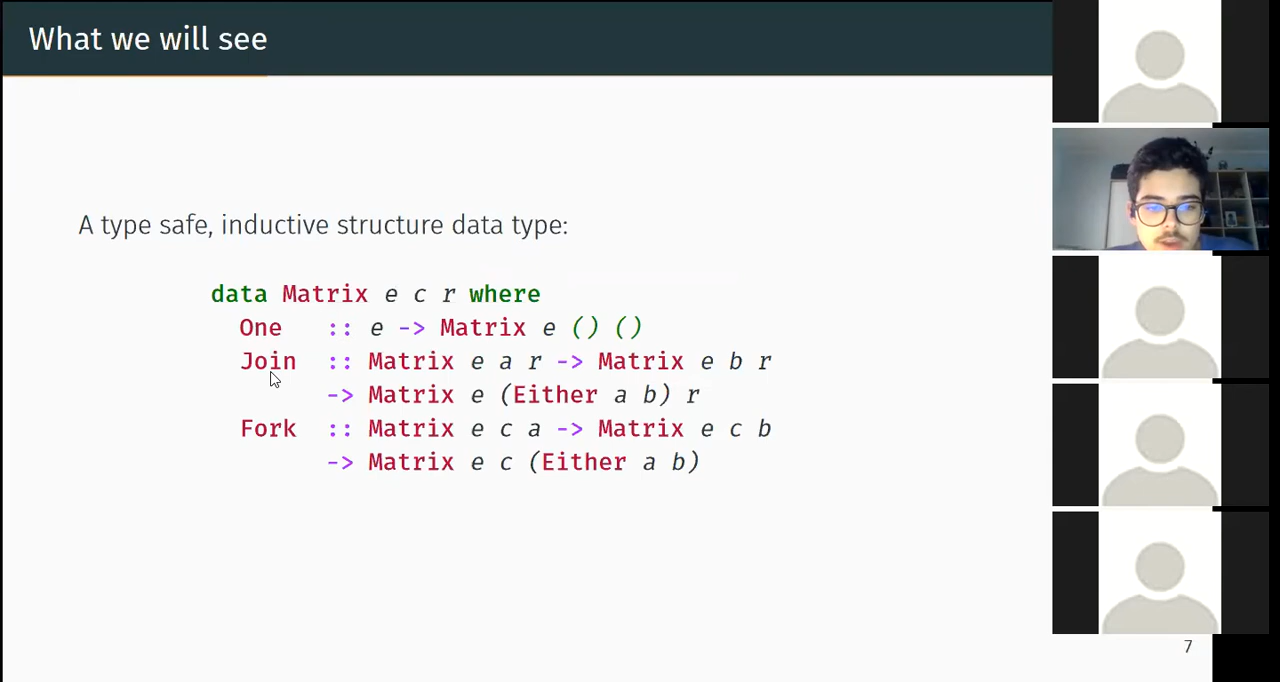 What we will see
A type safe, inductive structure data type:
data Matrix e c r where
One :: e -> Matrix e () ()
Join :: Matrix e a r -> Matrix e b r
-> Matrix e (Either a b) r
Fork :: Matrix e c a -> Matrix e c b
-> Matrix e c (Either a b)
7